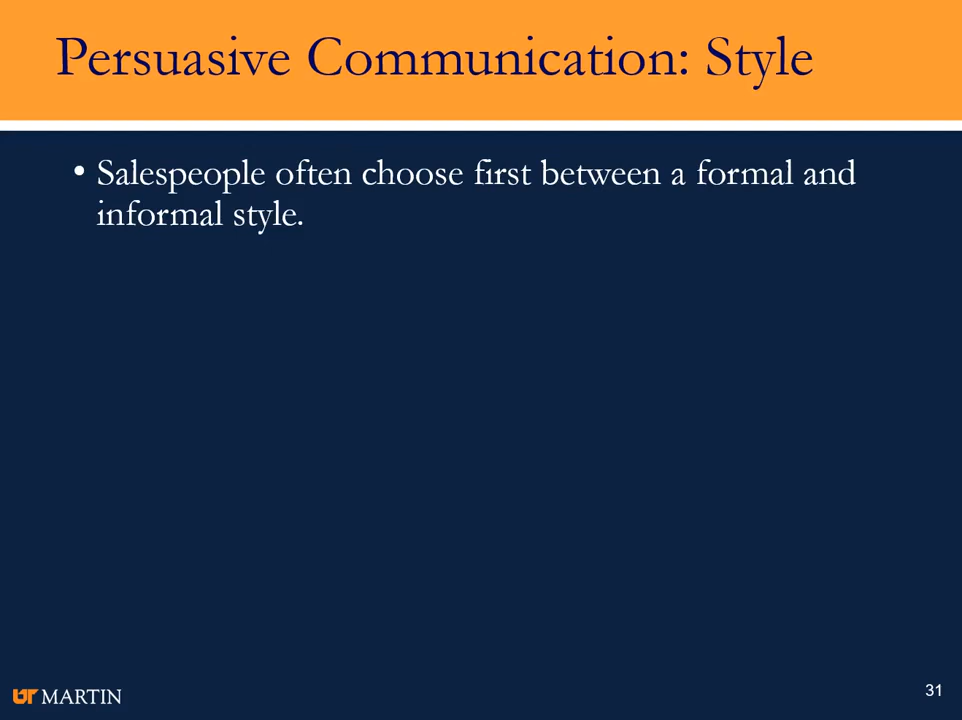 Persuasive Communication: Style
• Salespeople often choose first between a formal and
informal style.
UT MARTIN
31